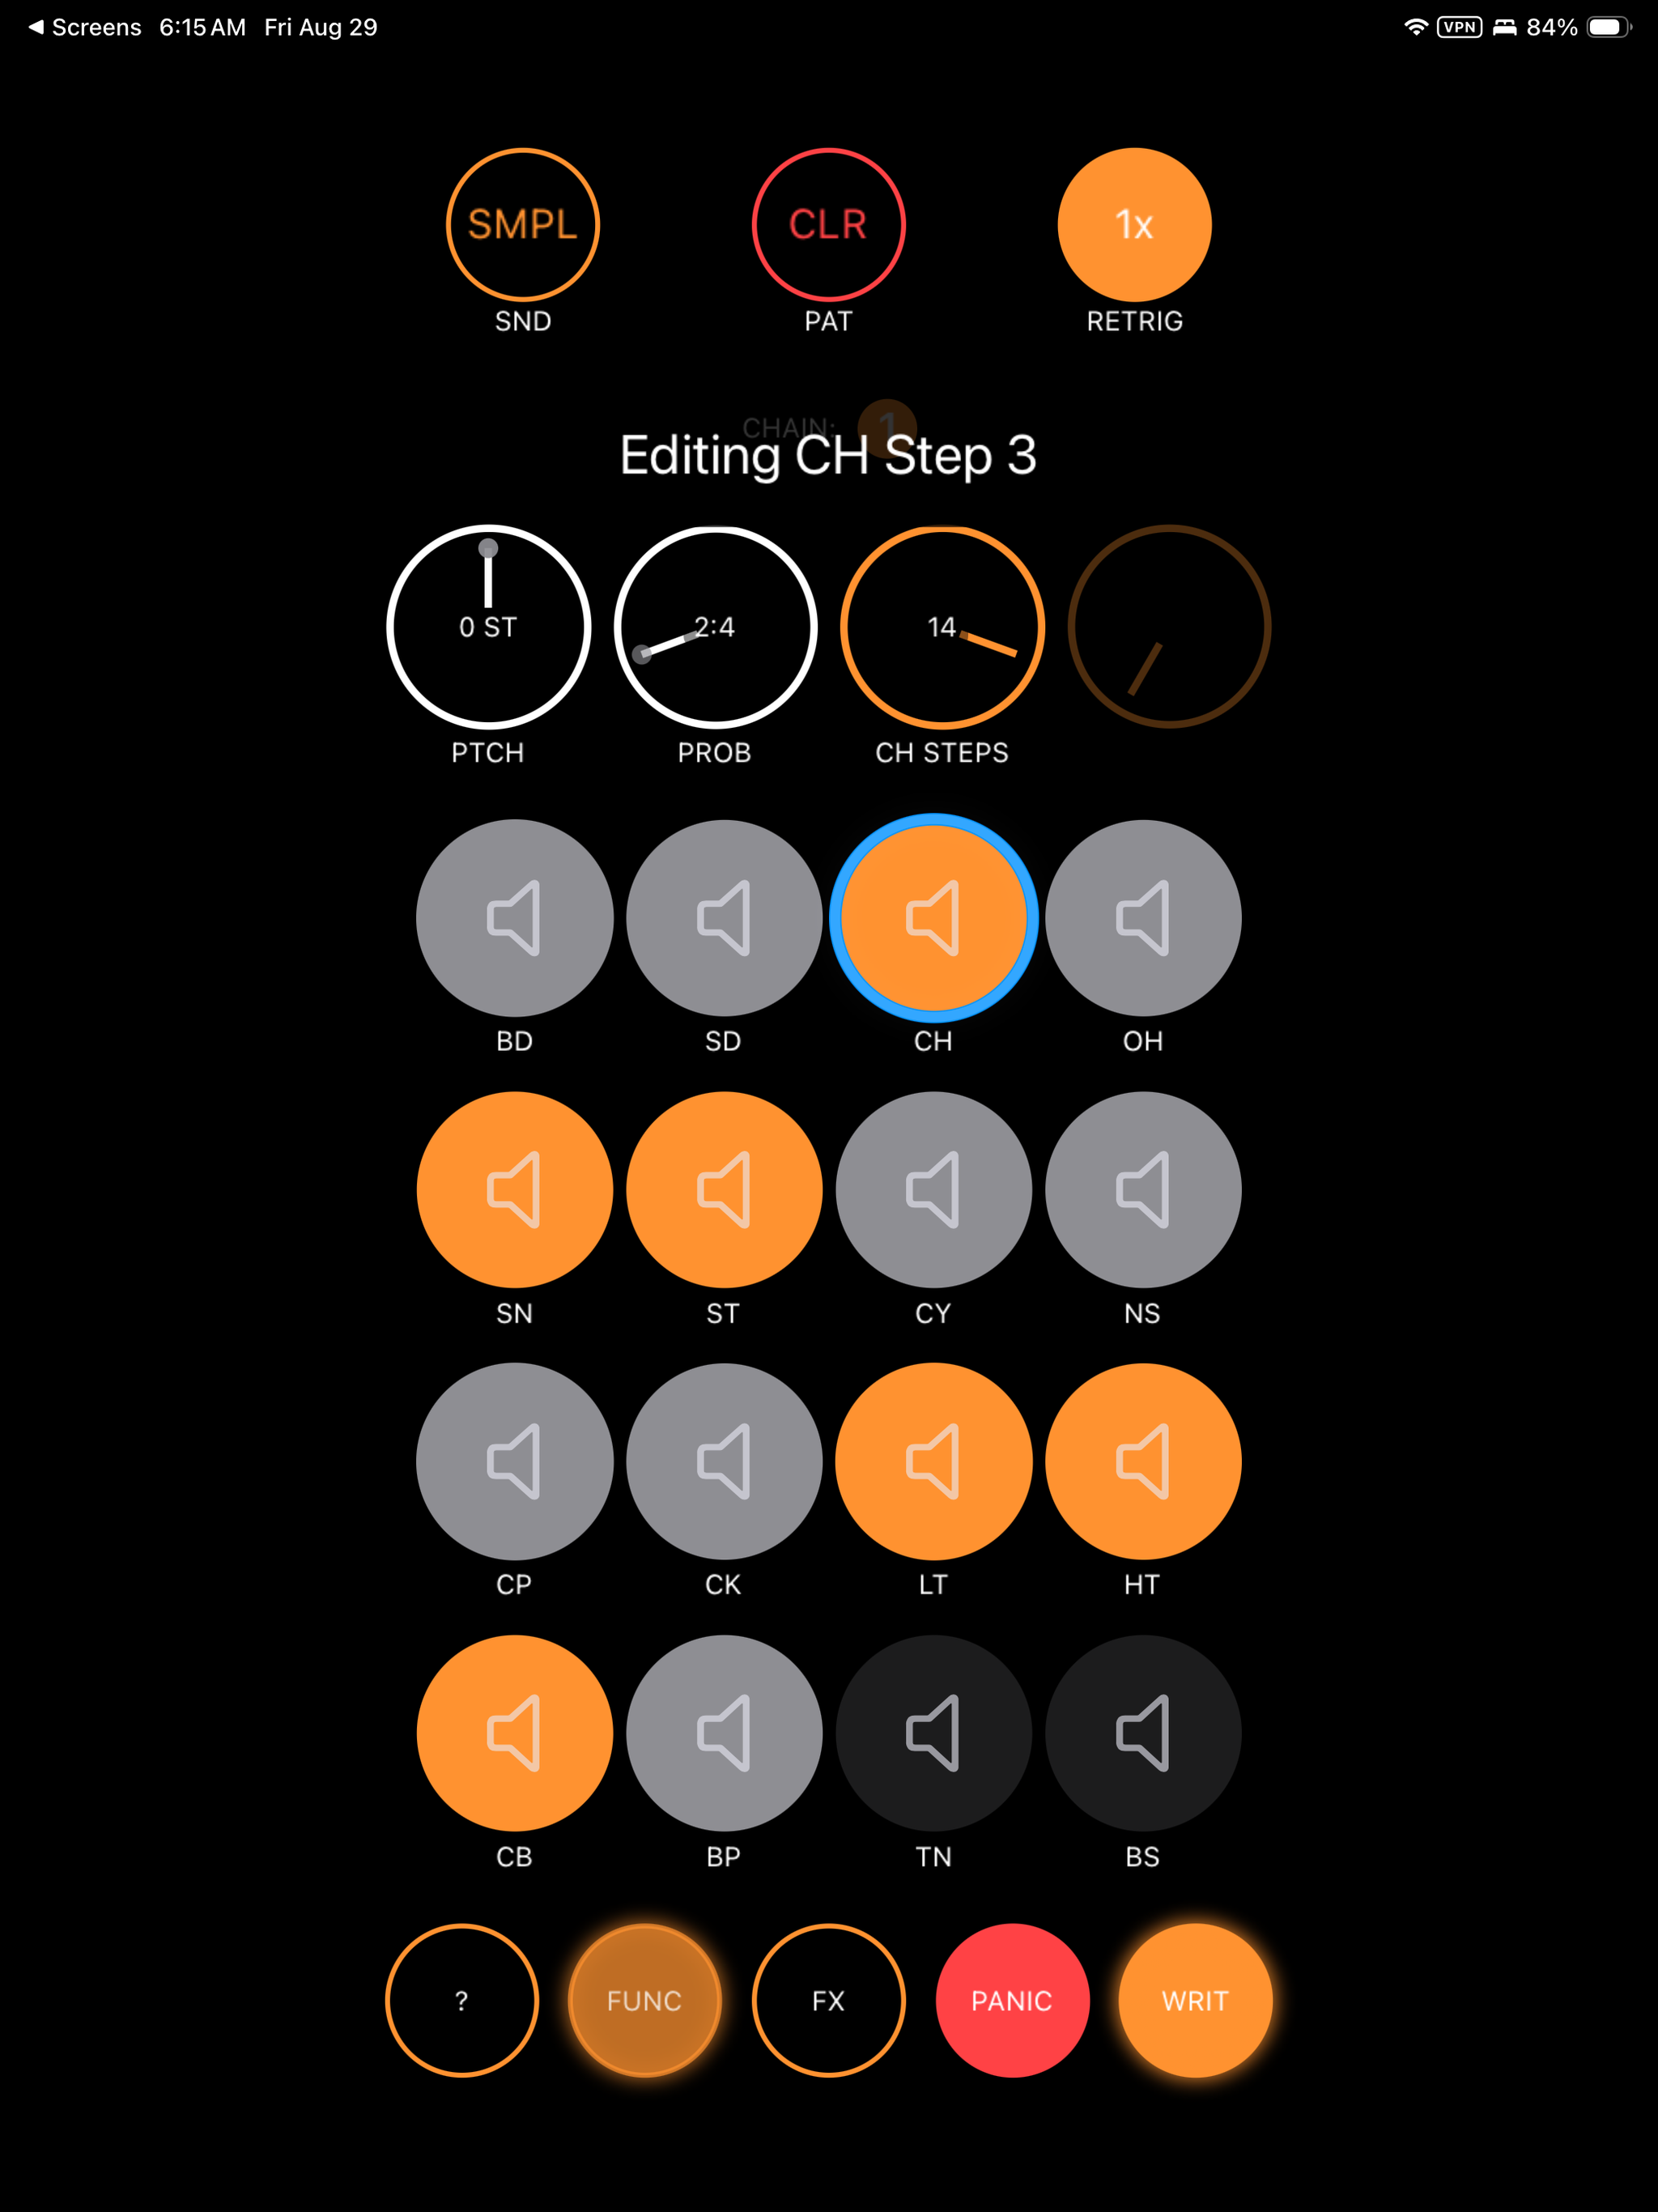 Screens 6:15 AM Fri Aug 29 VPN 84%
SMPL CLR 1x
SND PAT RETRIG
CHAIN: 1
Editing CH Step 3
0 ST 2:4 14
PTCH PROB CH STEPS
BD SD CH OH
SN ST CY NS
CP CK LT HT
CB BP TN BS
? FUNC FX PANIC WRIT